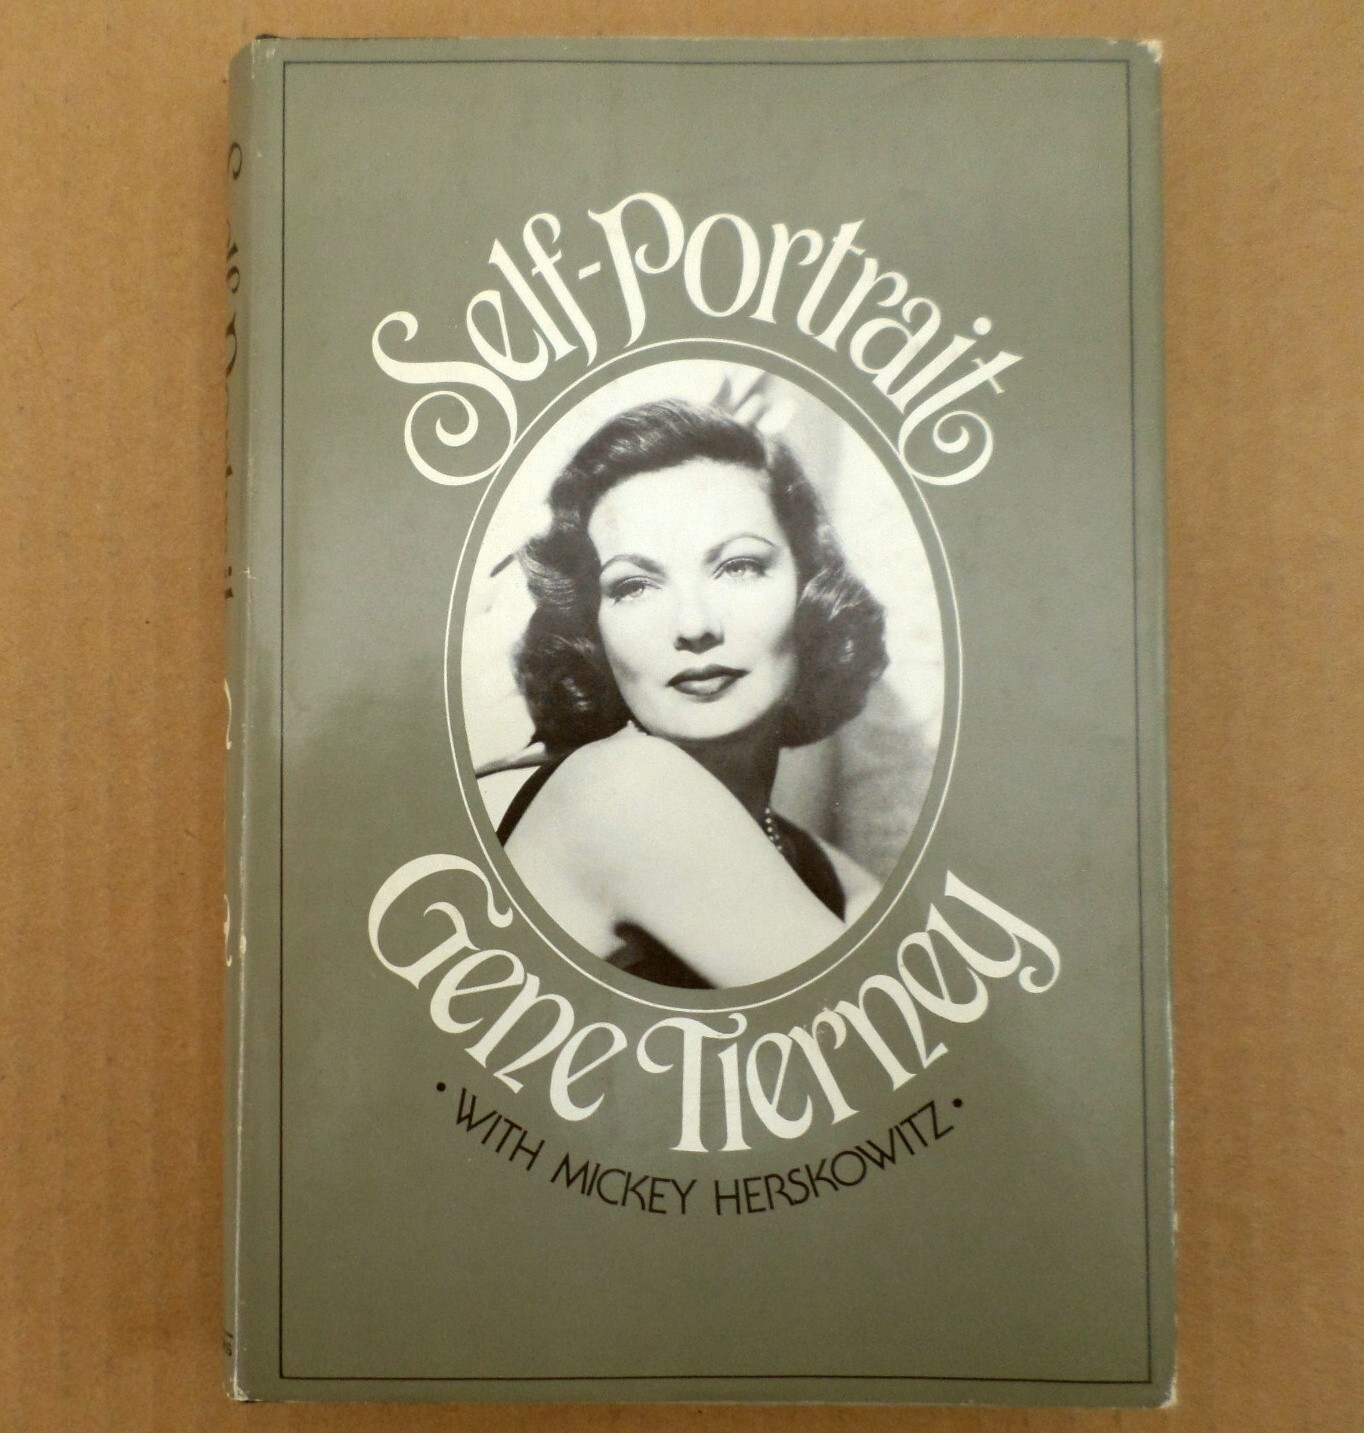 Self-Portrait
Gene Tierney
• WITH MICKEY HERSKOWITZ •